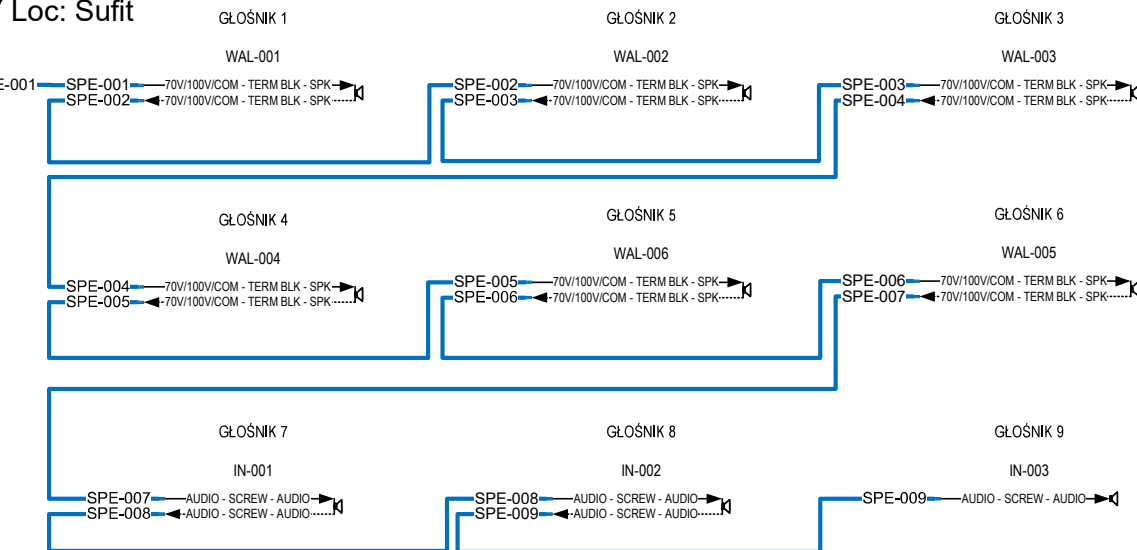 Loc: Sufit
GŁOŚNIK 1
GŁOŚNIK 2
GŁOŚNIK 3
WAL-001
WAL-002
WAL-003
E-001 SPE-001 70V/100V/COM - TERM BLK - SPK
SPE-002 70V/100V/COM - TERM BLK - SPK
SPE-002 70V/100V/COM - TERM BLK - SPK
SPE-003 70V/100V/COM - TERM BLK - SPK
SPE-003 70V/100V/COM - TERM BLK - SPK
SPE-004 70V/100V/COM - TERM BLK - SPK
GŁOŚNIK 4
GŁOŚNIK 5
GŁOŚNIK 6
WAL-004
WAL-006
WAL-005
SPE-004 70V/100V/COM - TERM BLK - SPK
SPE-005 70V/100V/COM - TERM BLK - SPK
SPE-005 70V/100V/COM - TERM BLK - SPK
SPE-006 70V/100V/COM - TERM BLK - SPK
SPE-006 70V/100V/COM - TERM BLK - SPK
SPE-007 70V/100V/COM - TERM BLK - SPK
GŁOŚNIK 7
GŁOŚNIK 8
GŁOŚNIK 9
IN-001
IN-002
IN-003
SPE-007 AUDIO - SCREW - AUDIO
SPE-008 AUDIO - SCREW - AUDIO
SPE-008 AUDIO - SCREW - AUDIO
SPE-009 AUDIO - SCREW - AUDIO
SPE-009 AUDIO - SCREW - AUDIO